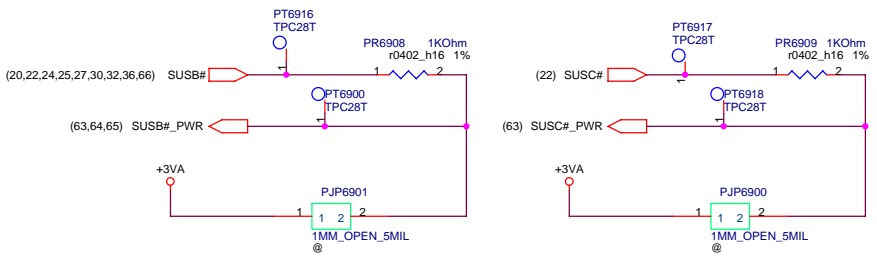 PT6916
TPC28T
PR6908 1KOhm
r0402_h16 1%
(20,22,24,25,27,30,32,36,66) SUSB#
1
1 2
PT6900
TPC28T
(63,64,65) SUSB#_PWR
1
+3VA
PJP6901
1 1 2 2
1MM_OPEN_5MIL
@
PT6917
TPC28T
PR6909 1KOhm
r0402_h16 1%
(22) SUSC#
1
1 2
PT6918
TPC28T
(63) SUSC#_PWR
1
+3VA
PJP6900
1 1 2 2
1MM_OPEN_5MIL
@